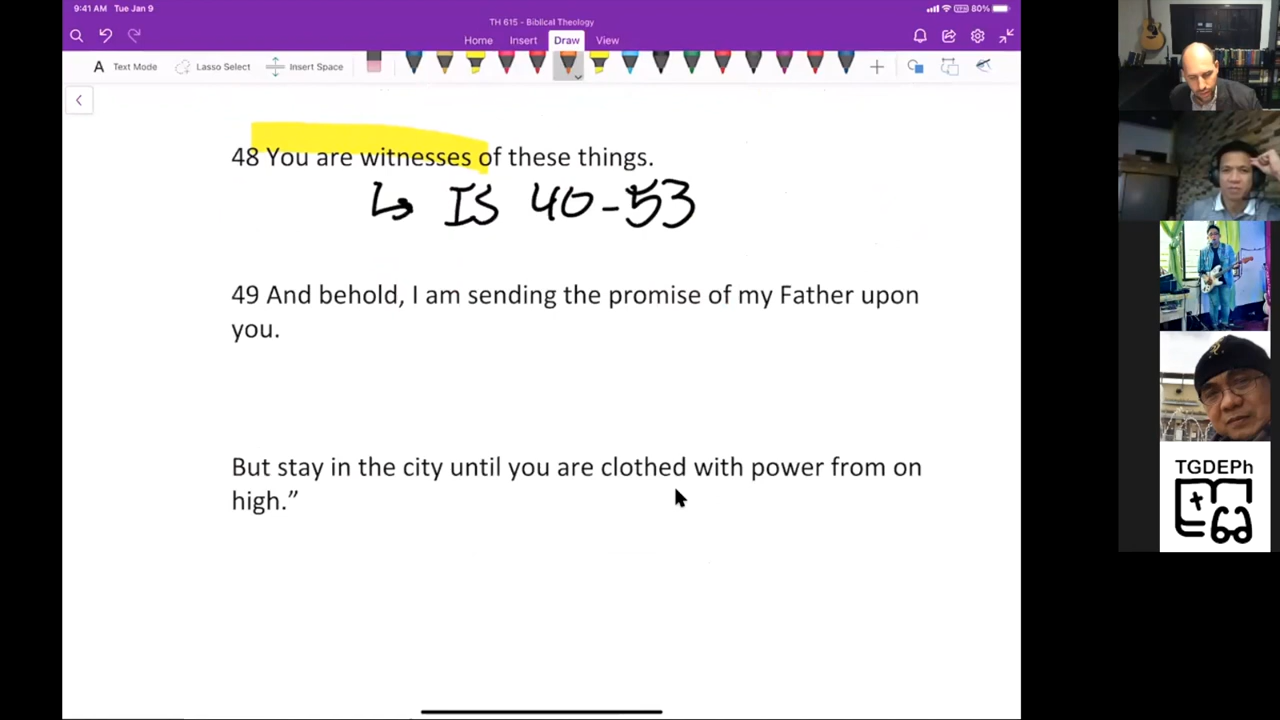 9:41 AM Tue Jan 9
80%
TH 615 - Biblical Theology
Home Insert Draw View
A Text Mode Lasso Select Insert Space
48 You are witnesses of these things.
↳ IS 40-53
49 And behold, I am sending the promise of my Father upon
you.
But stay in the city until you are clothed with power from on
high.”
TGDEPh